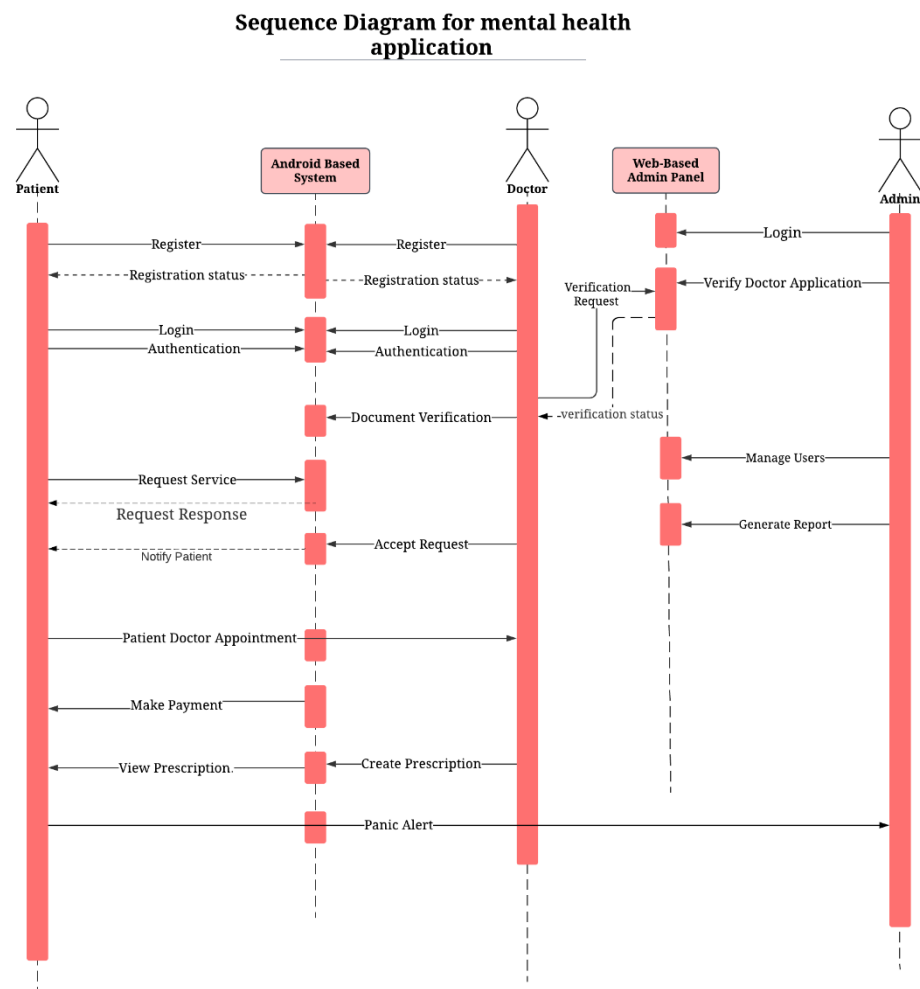 Sequence Diagram for mental health
application
Patient
Android Based
System
Doctor
Web-Based
Admin Panel
Admin
Register
Register
Login
Registration status
Registration status
Verification
Request
Verify Doctor Application
Login
Login
Authentication
Authentication
Document Verification
verification status
Manage Users
Request Service
Request Response
Generate Report
Accept Request
Notify Patient
Patient Doctor Appointment
Make Payment
View Prescription.
Create Prescription
Panic Alert